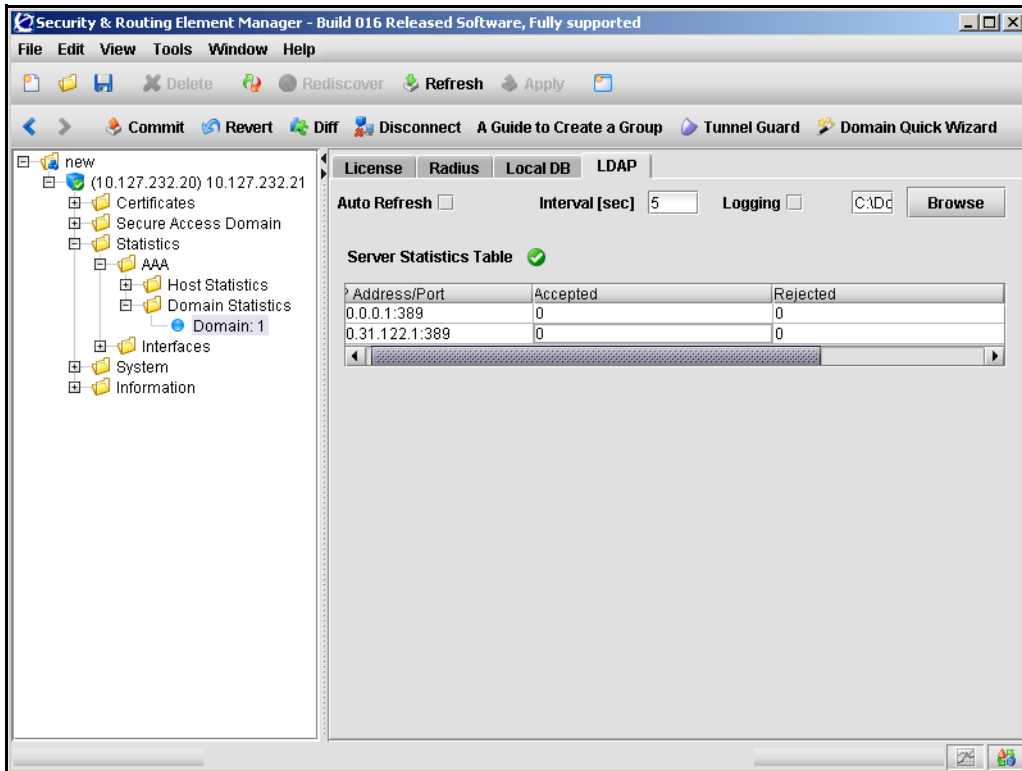 Security & Routing Element Manager - Build 016 Released Software, Fully supported
File Edit View Tools Window Help
Delete Rediscover Refresh Apply
Commit Revert Diff Disconnect A Guide to Create a Group Tunnel Guard Domain Quick Wizard
new
(10.127.232.20) 10.127.232.21
Certificates
Secure Access Domain
Statistics
AAA
Host Statistics
Domain Statistics
Domain: 1
Interfaces
System
Information
License Radius Local DB LDAP
Auto Refresh Interval [sec] 5 Logging C:\Dc Browse
Server Statistics Table
Address/Port Accepted Rejected
0.0.0.1:389 0 0
0.31.122.1:389 0 0